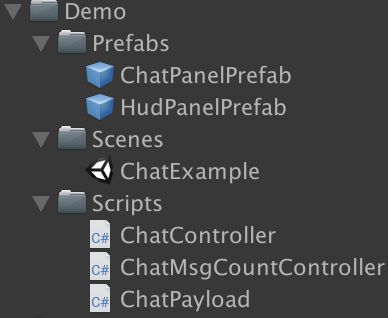 Demo
Prefabs
ChatPanelPrefab
HudPanelPrefab
Scenes
ChatExample
Scripts
C# ChatController
C# ChatMsgCountController
C# ChatPayload